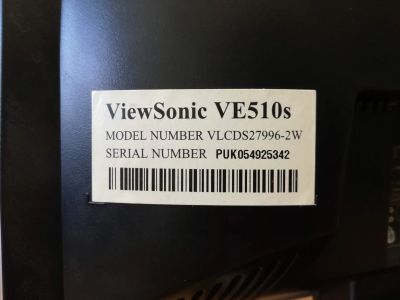 ViewSonic VE510s
MODEL NUMBER VLCDS27996-2W
SERIAL NUMBER PUK054925342